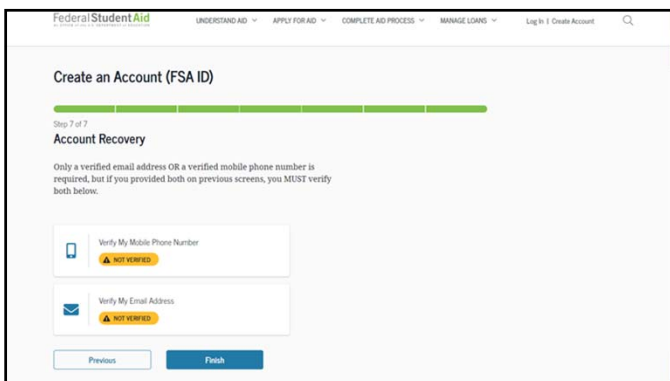 Federal Student Aid
UNDERSTAND AID APPLY FOR AID COMPLETE AID PROCESS MANAGE LOANS Log In | Create Account
Create an Account (FSA ID)
Step 7 of 7
Account Recovery
Only a verified email address OR a verified mobile phone number is
required, but if you provided both on previous screens, you MUST verify
both below.
Verify My Mobile Phone Number
NOT VERIFIED
Verify My Email Address
NOT VERIFIED
Previous Finish